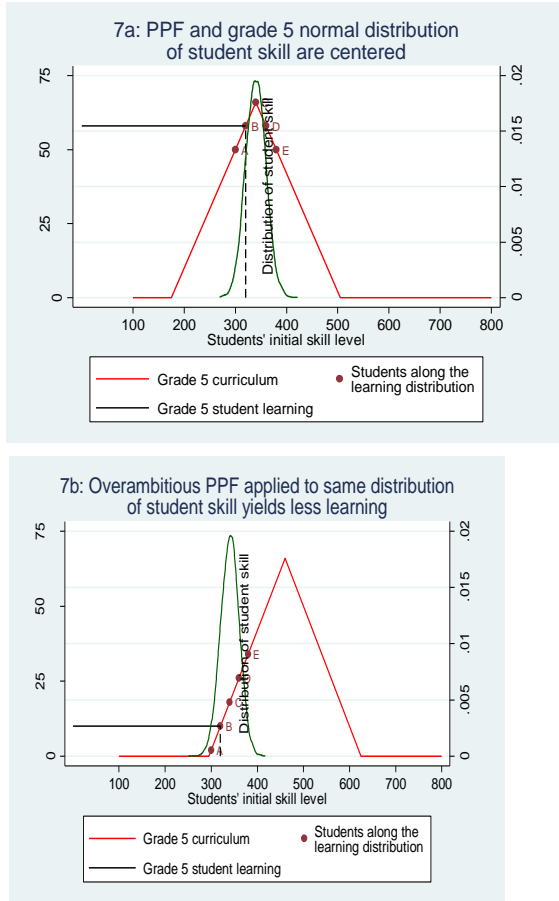 7a: PPF and grade 5 normal distribution
of student skill are centered
75
50
25
0
.02
.015
.01
.005
0
A
B
D
E
Distribution of student skill
100 200 300 400 500 600 700 800
Students' initial skill level
Grade 5 curriculum
Students along the
learning distribution
Grade 5 student learning
7b: Overambitious PPF applied to same distribution
of student skill yields less learning
75
50
25
0
.02
.015
.01
.005
0
A
B
C
D
E
Distribution of student skill
100 200 300 400 500 600 700 800
Students' initial skill level
Grade 5 curriculum
Students along the
learning distribution
Grade 5 student learning